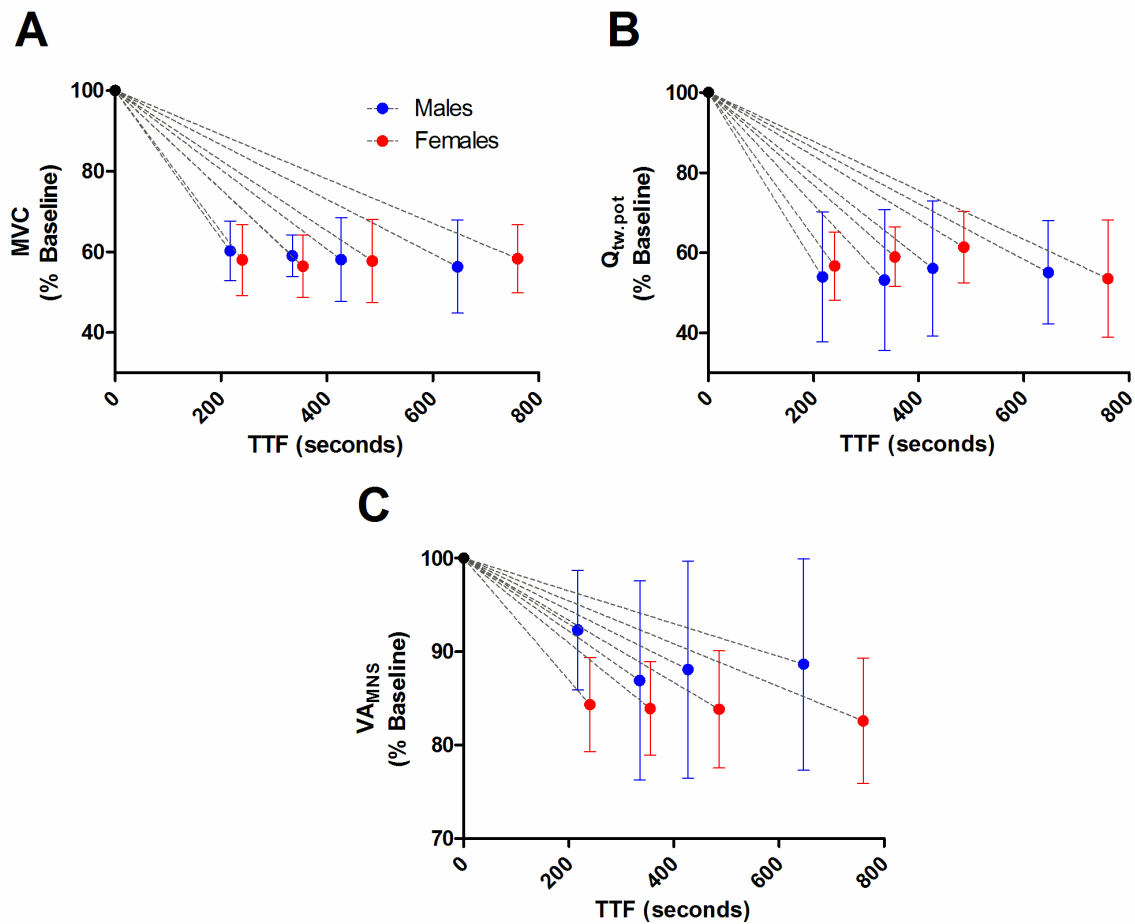 A
100
80
60
40
MVC
(% Baseline)
Males
Females
0
200
400
600
800
TTF (seconds)
B
100
80
60
40
Qtw.pot
(% Baseline)
0
200
400
600
800
TTF (seconds)
C
100
90
80
70
VAMNS
(% Baseline)
0
200
400
600
800
TTF (seconds)